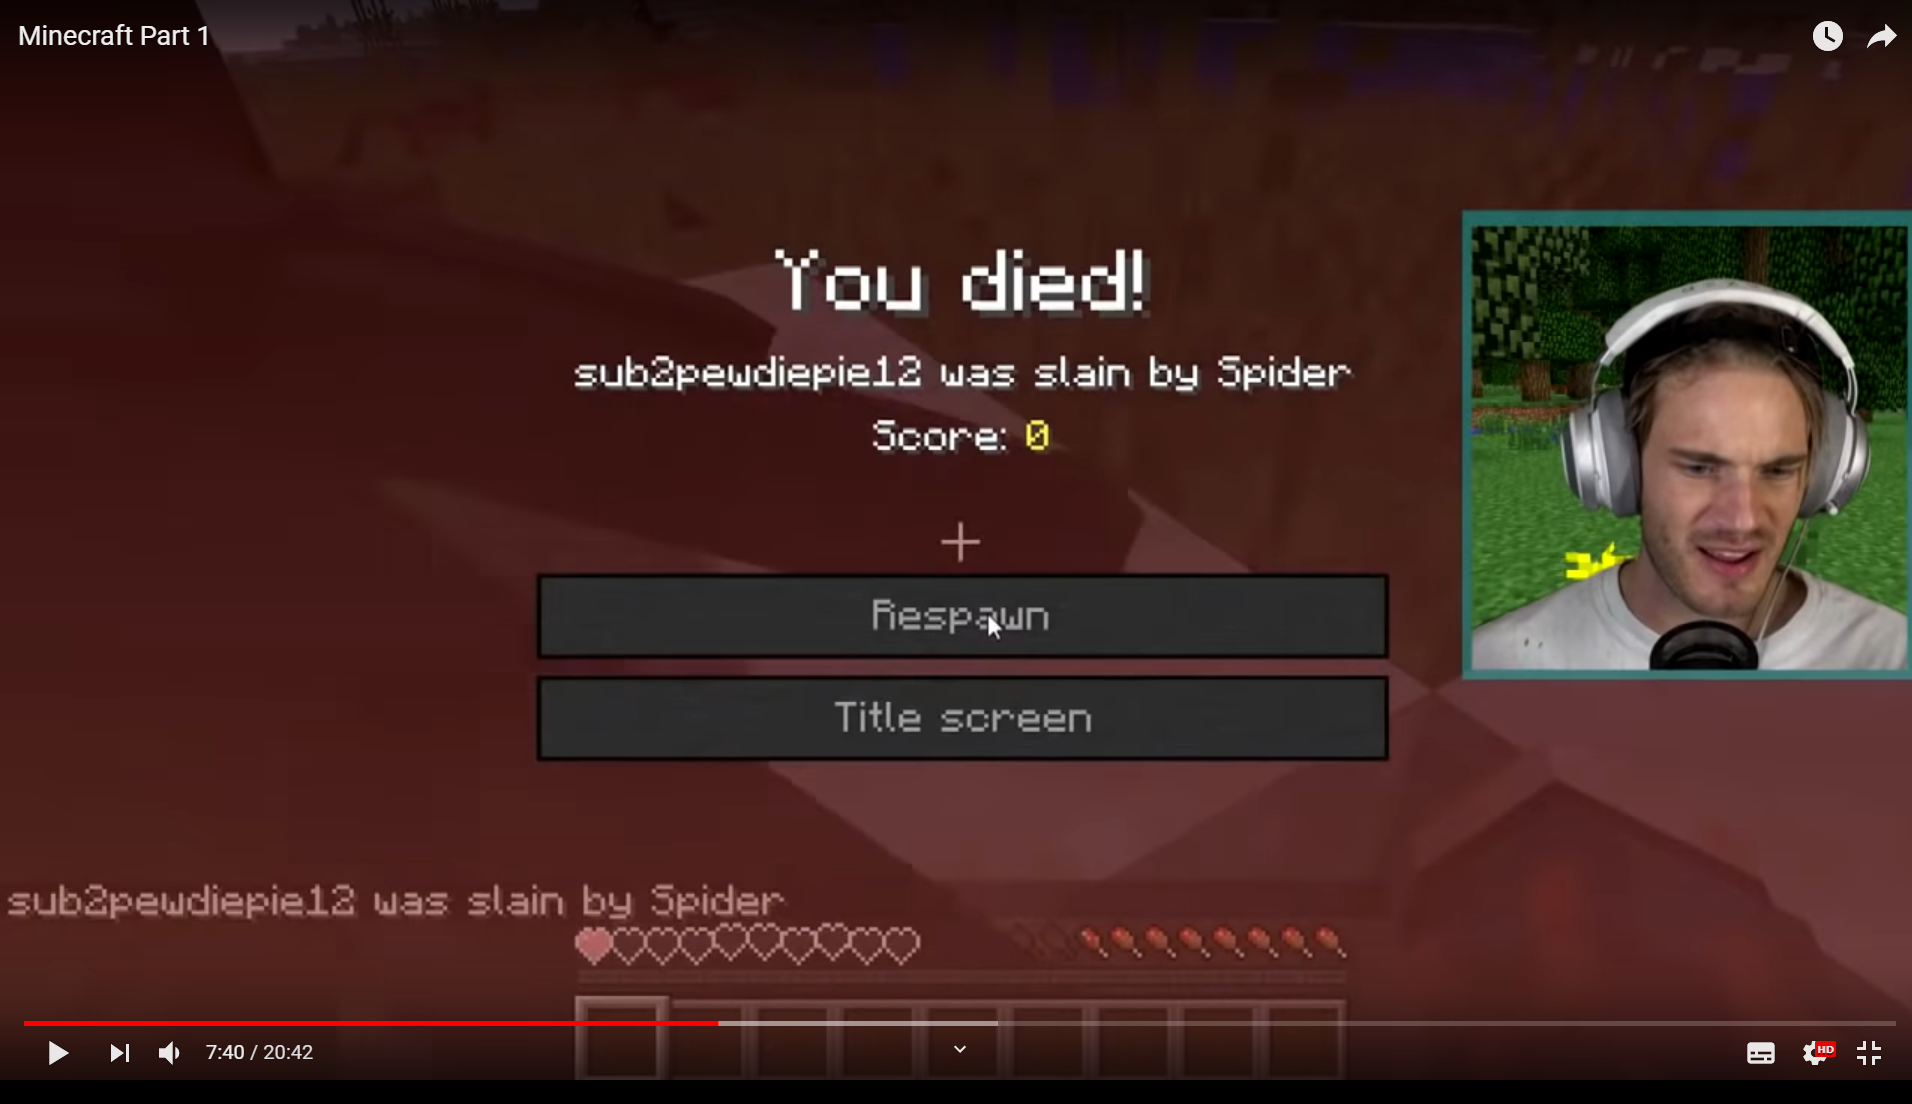 Minecraft Part 1
You died!
sub2pewdiepie12 was slain by Spider
Score: 0
Respawn
Title screen
sub2pewdiepie12 was slain by Spider
7:40 / 20:42
HD